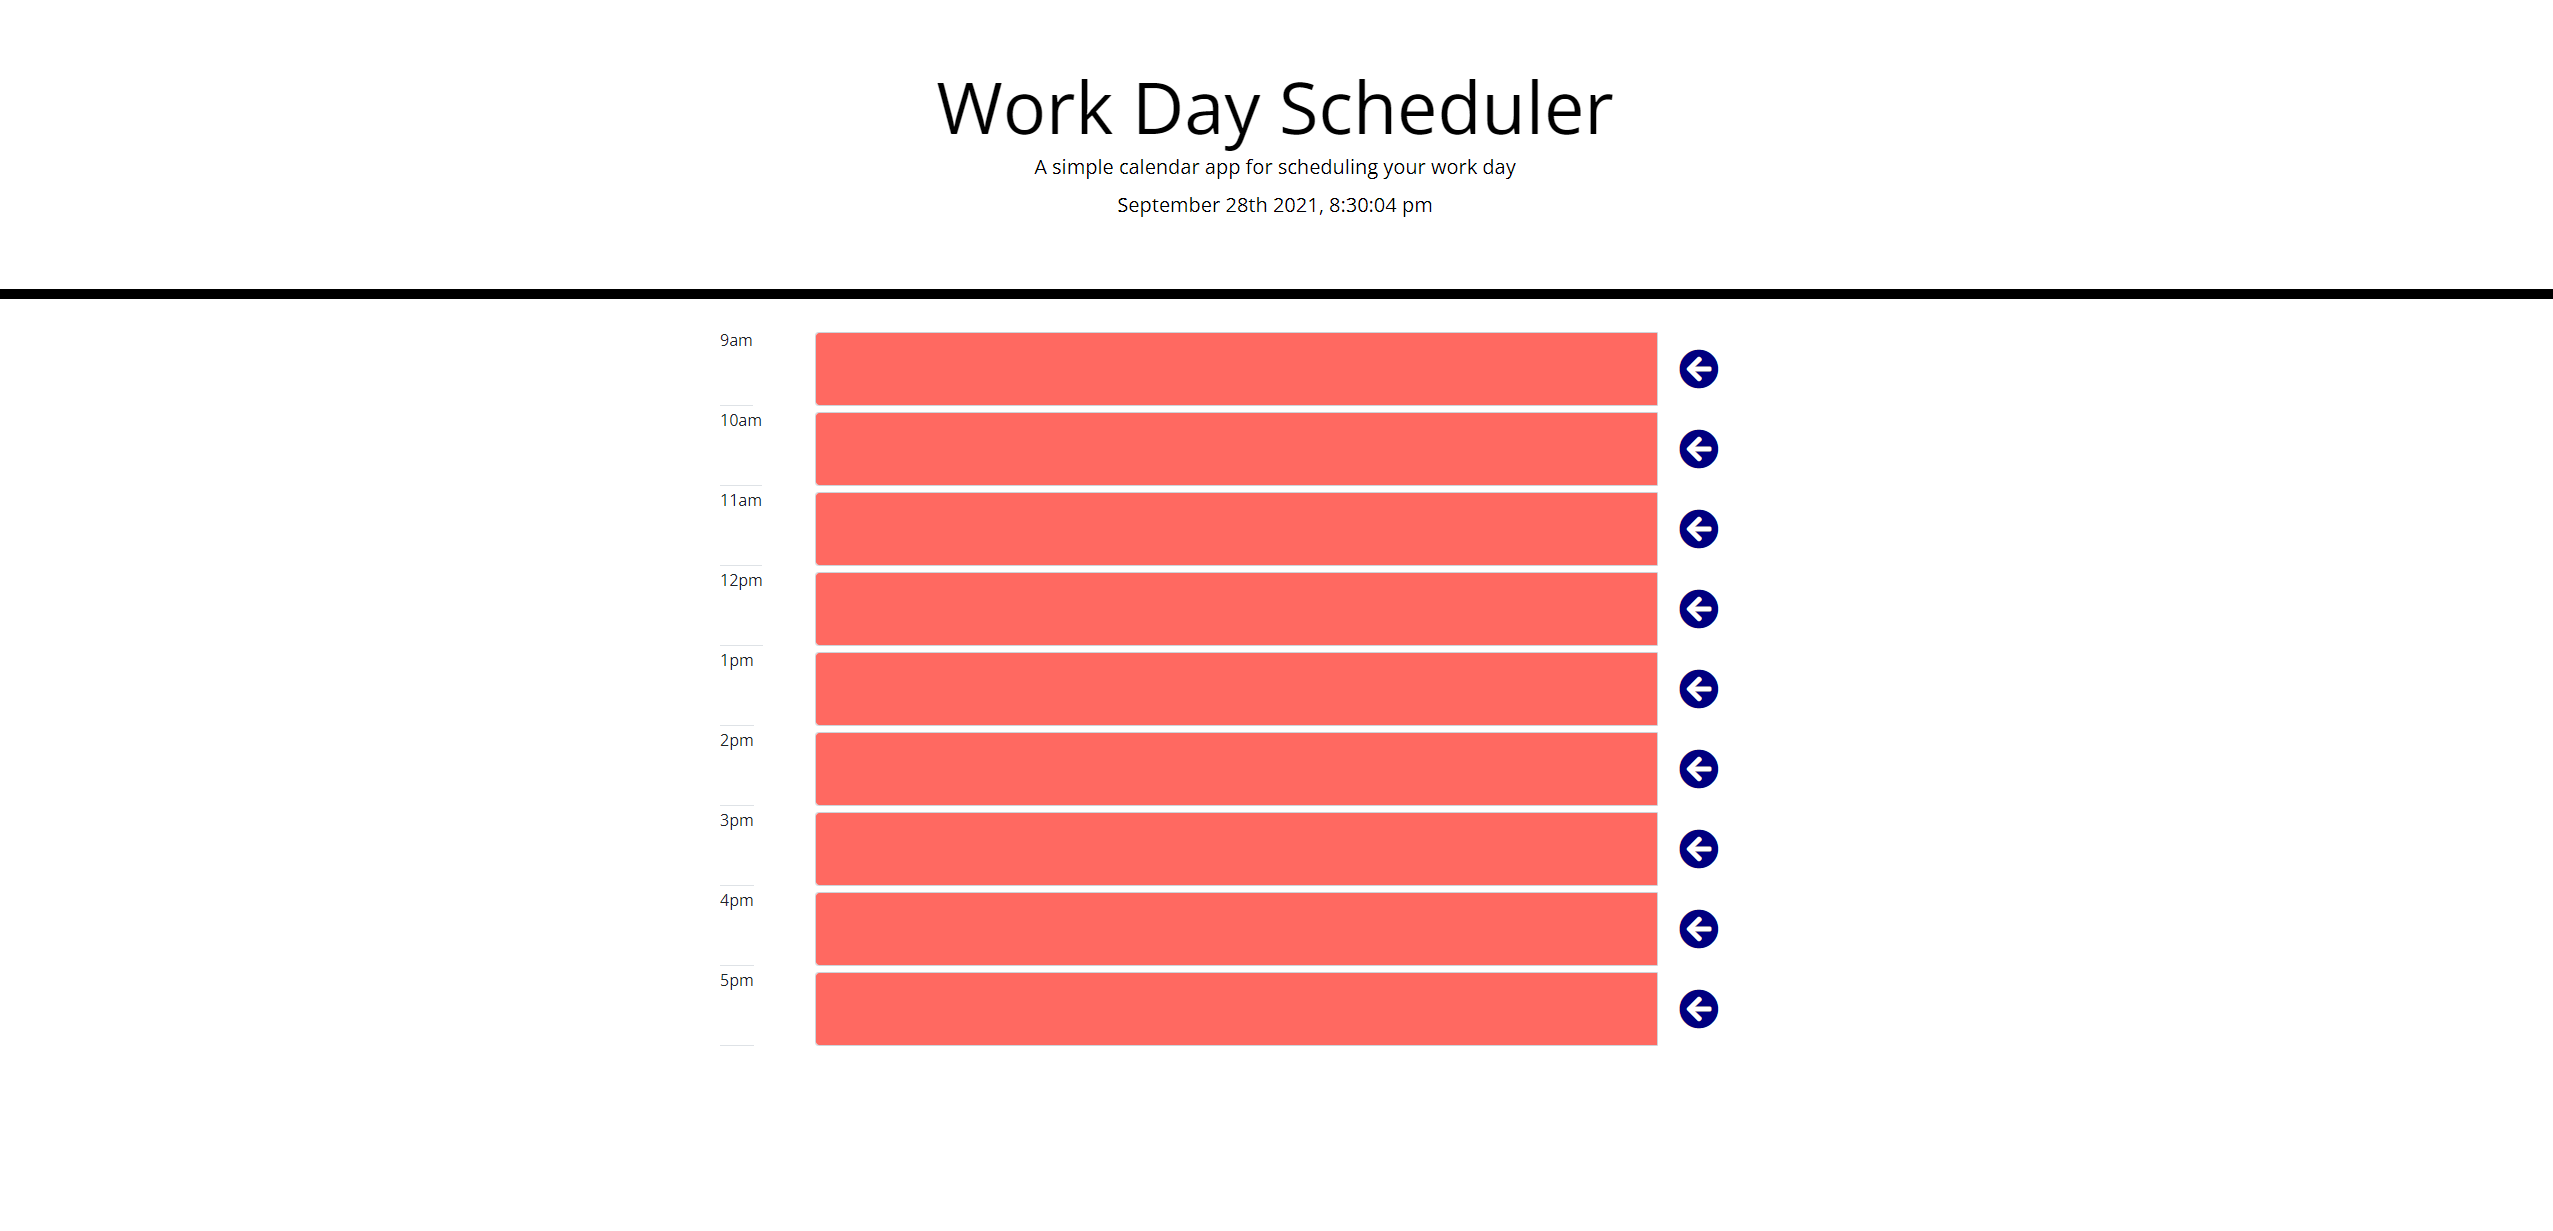 Work Day Scheduler
A simple calendar app for scheduling your work day
September 28th 2021, 8:30:04 pm
9am
10am
11am
12pm
1pm
2pm
3pm
4pm
5pm